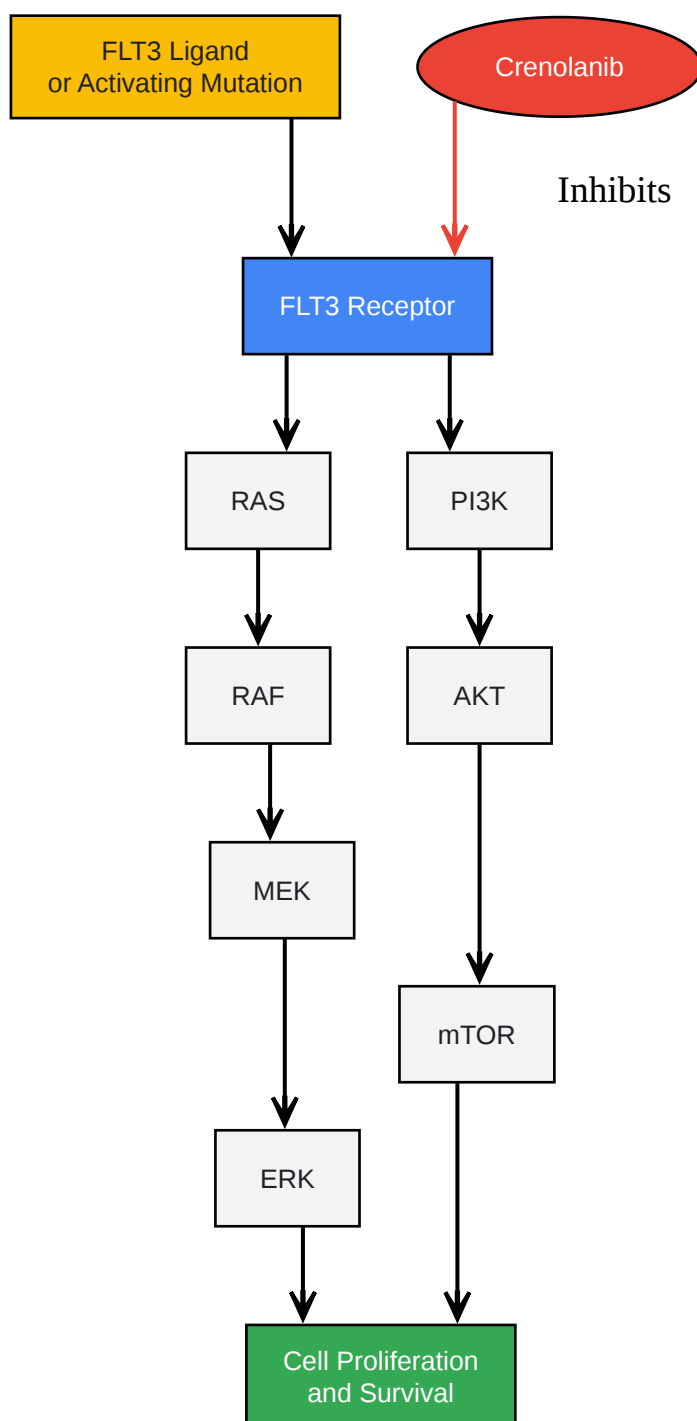 FLT3 Ligand
or Activating Mutation
Crenolanib
Inhibits
FLT3 Receptor
RAS
PI3K
RAF
AKT
MEK
mTOR
ERK
Cell Proliferation
and Survival